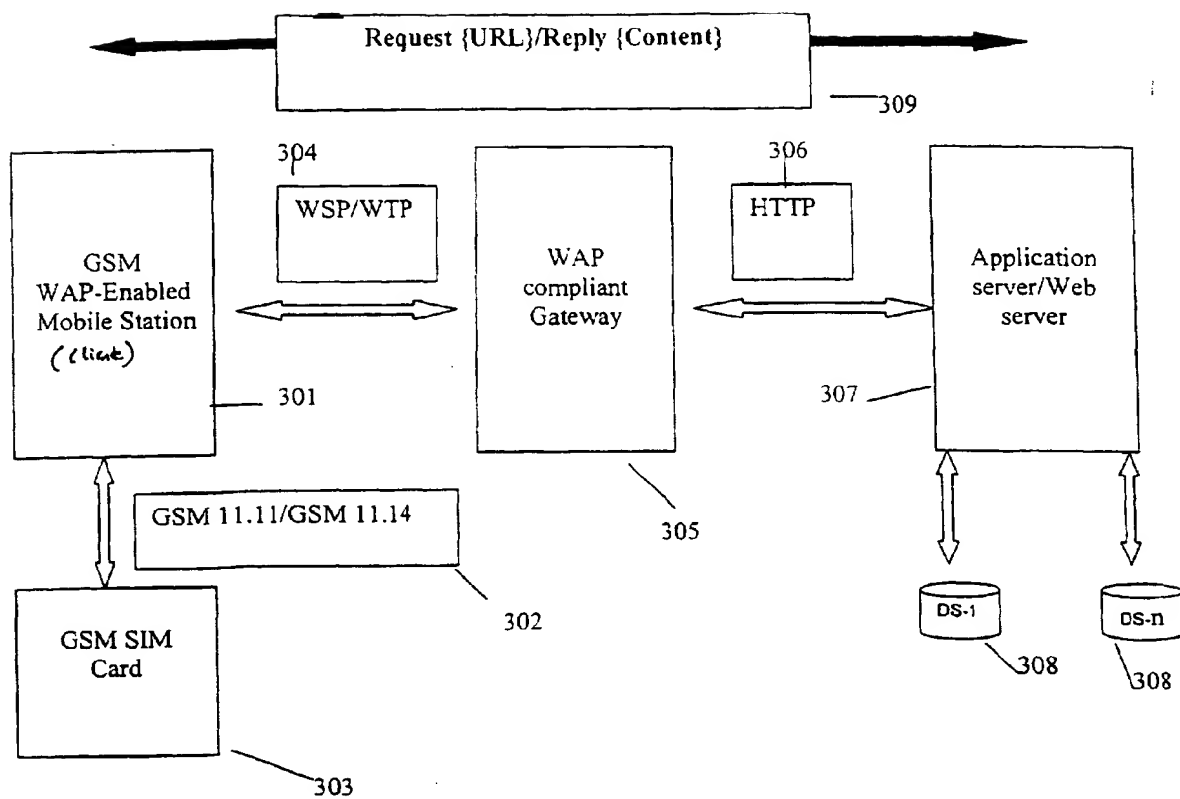 Request {URL}/Reply {Content}
309
304
306
WSP/WTP
HTTP
GSM
WAP-Enabled
Mobile Station
(Client)
WAP
compliant
Gateway
Application
server/Web
server
301
307
GSM 11.11/GSM 11.14
305
302
DS-1
DS-n
GSM SIM
Card
308
308
303